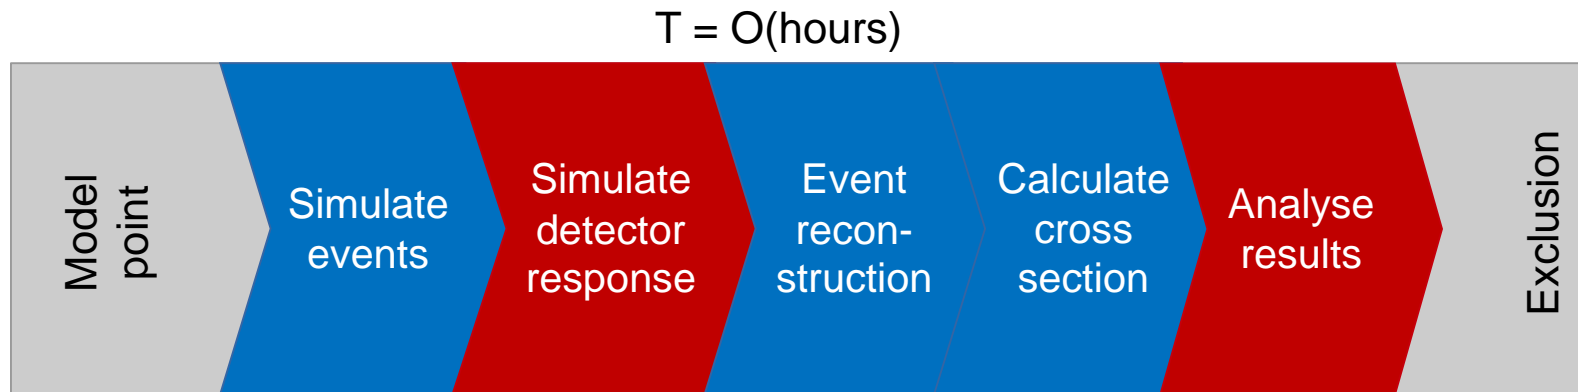 T = O(hours)
Model
point
Simulate
events
Simulate
detector
response
Event
recon-
struction
Calculate
cross
section
Analyse
results
Exclusion